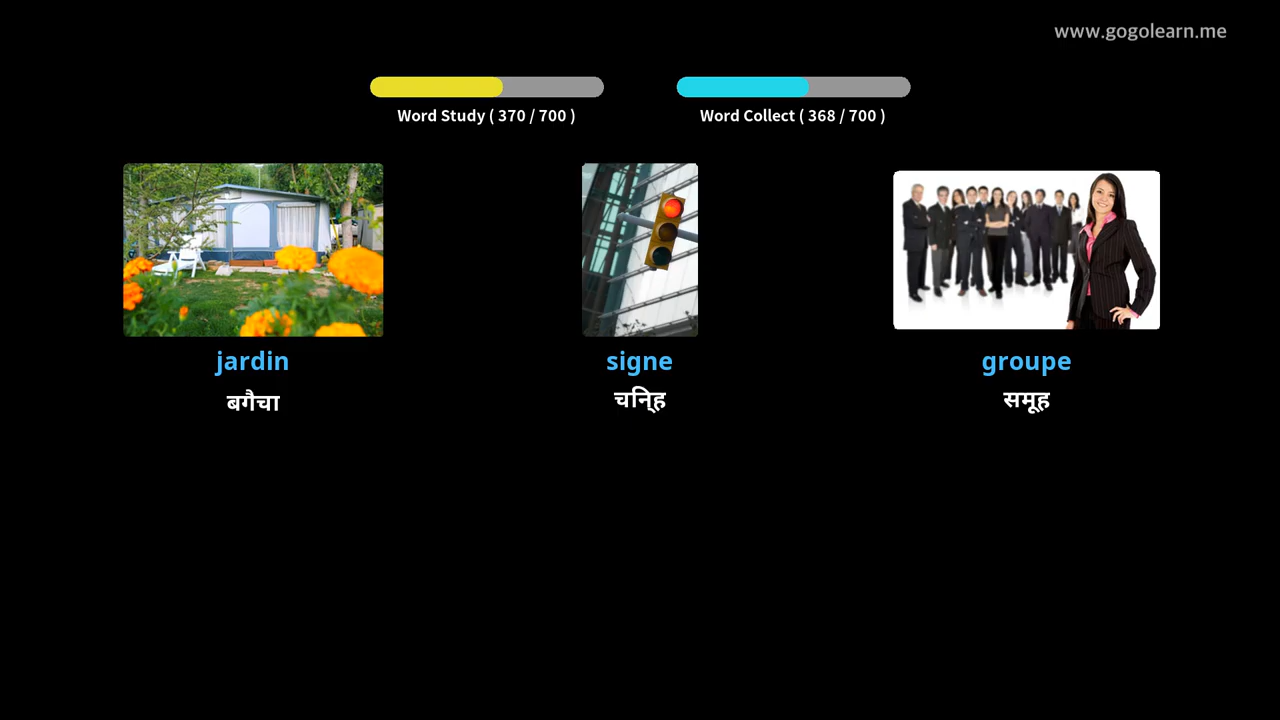 www.gogolearn.me
Word Study ( 370 / 700 )
Word Collect ( 368 / 700 )
jardin
signe
groupe
बगैचा
चिन्ह
समूह